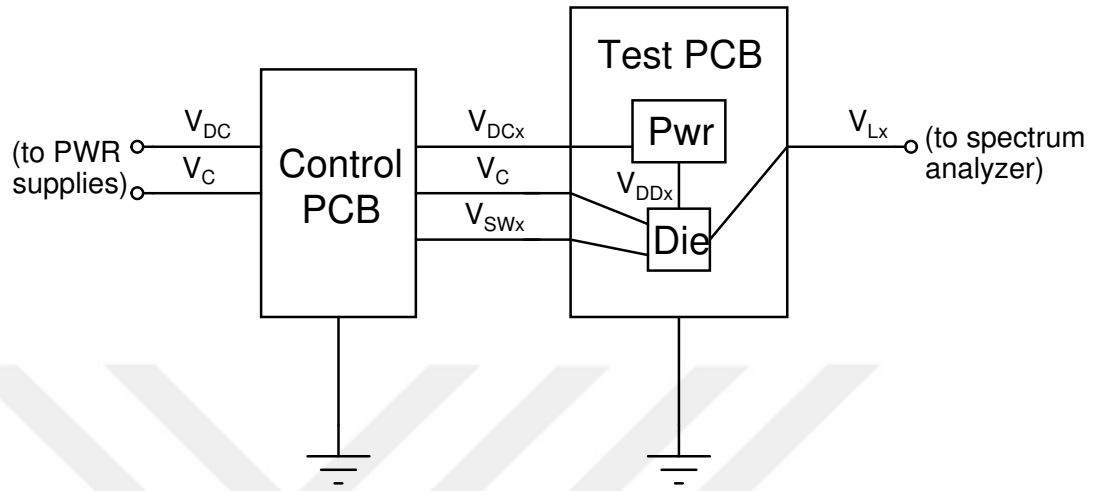 (to PWR
supplies)
V_DC
V_C
Control
PCB
V_DCx
V_C
V_SWx
Test PCB
Pwr
V_DDx
Die
V_Lx
(to spectrum
analyzer)